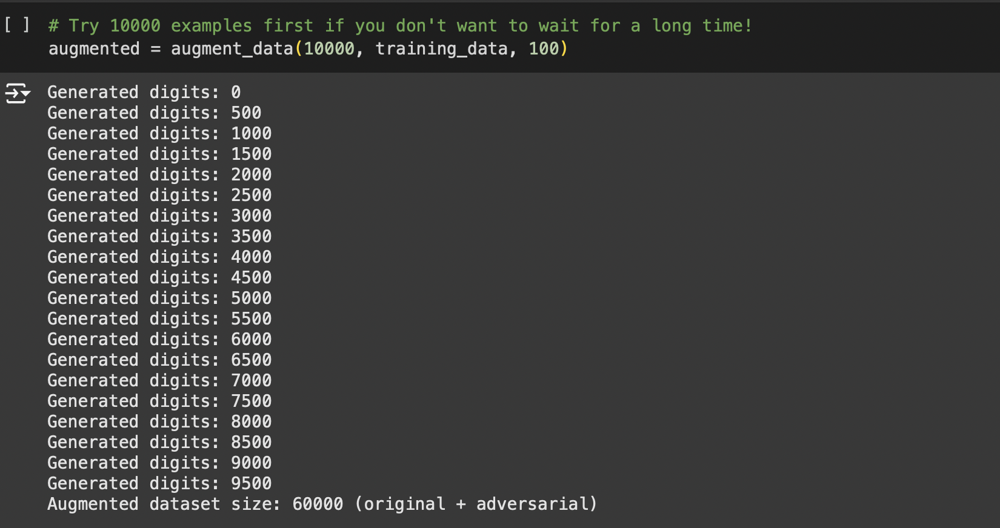 [ ] # Try 10000 examples first if you don't want to wait for a long time!
augmented = augment_data(10000, training_data, 100)
Generated digits: 0
Generated digits: 500
Generated digits: 1000
Generated digits: 1500
Generated digits: 2000
Generated digits: 2500
Generated digits: 3000
Generated digits: 3500
Generated digits: 4000
Generated digits: 4500
Generated digits: 5000
Generated digits: 5500
Generated digits: 6000
Generated digits: 6500
Generated digits: 7000
Generated digits: 7500
Generated digits: 8000
Generated digits: 8500
Generated digits: 9000
Generated digits: 9500
Augmented dataset size: 60000 (original + adversarial)